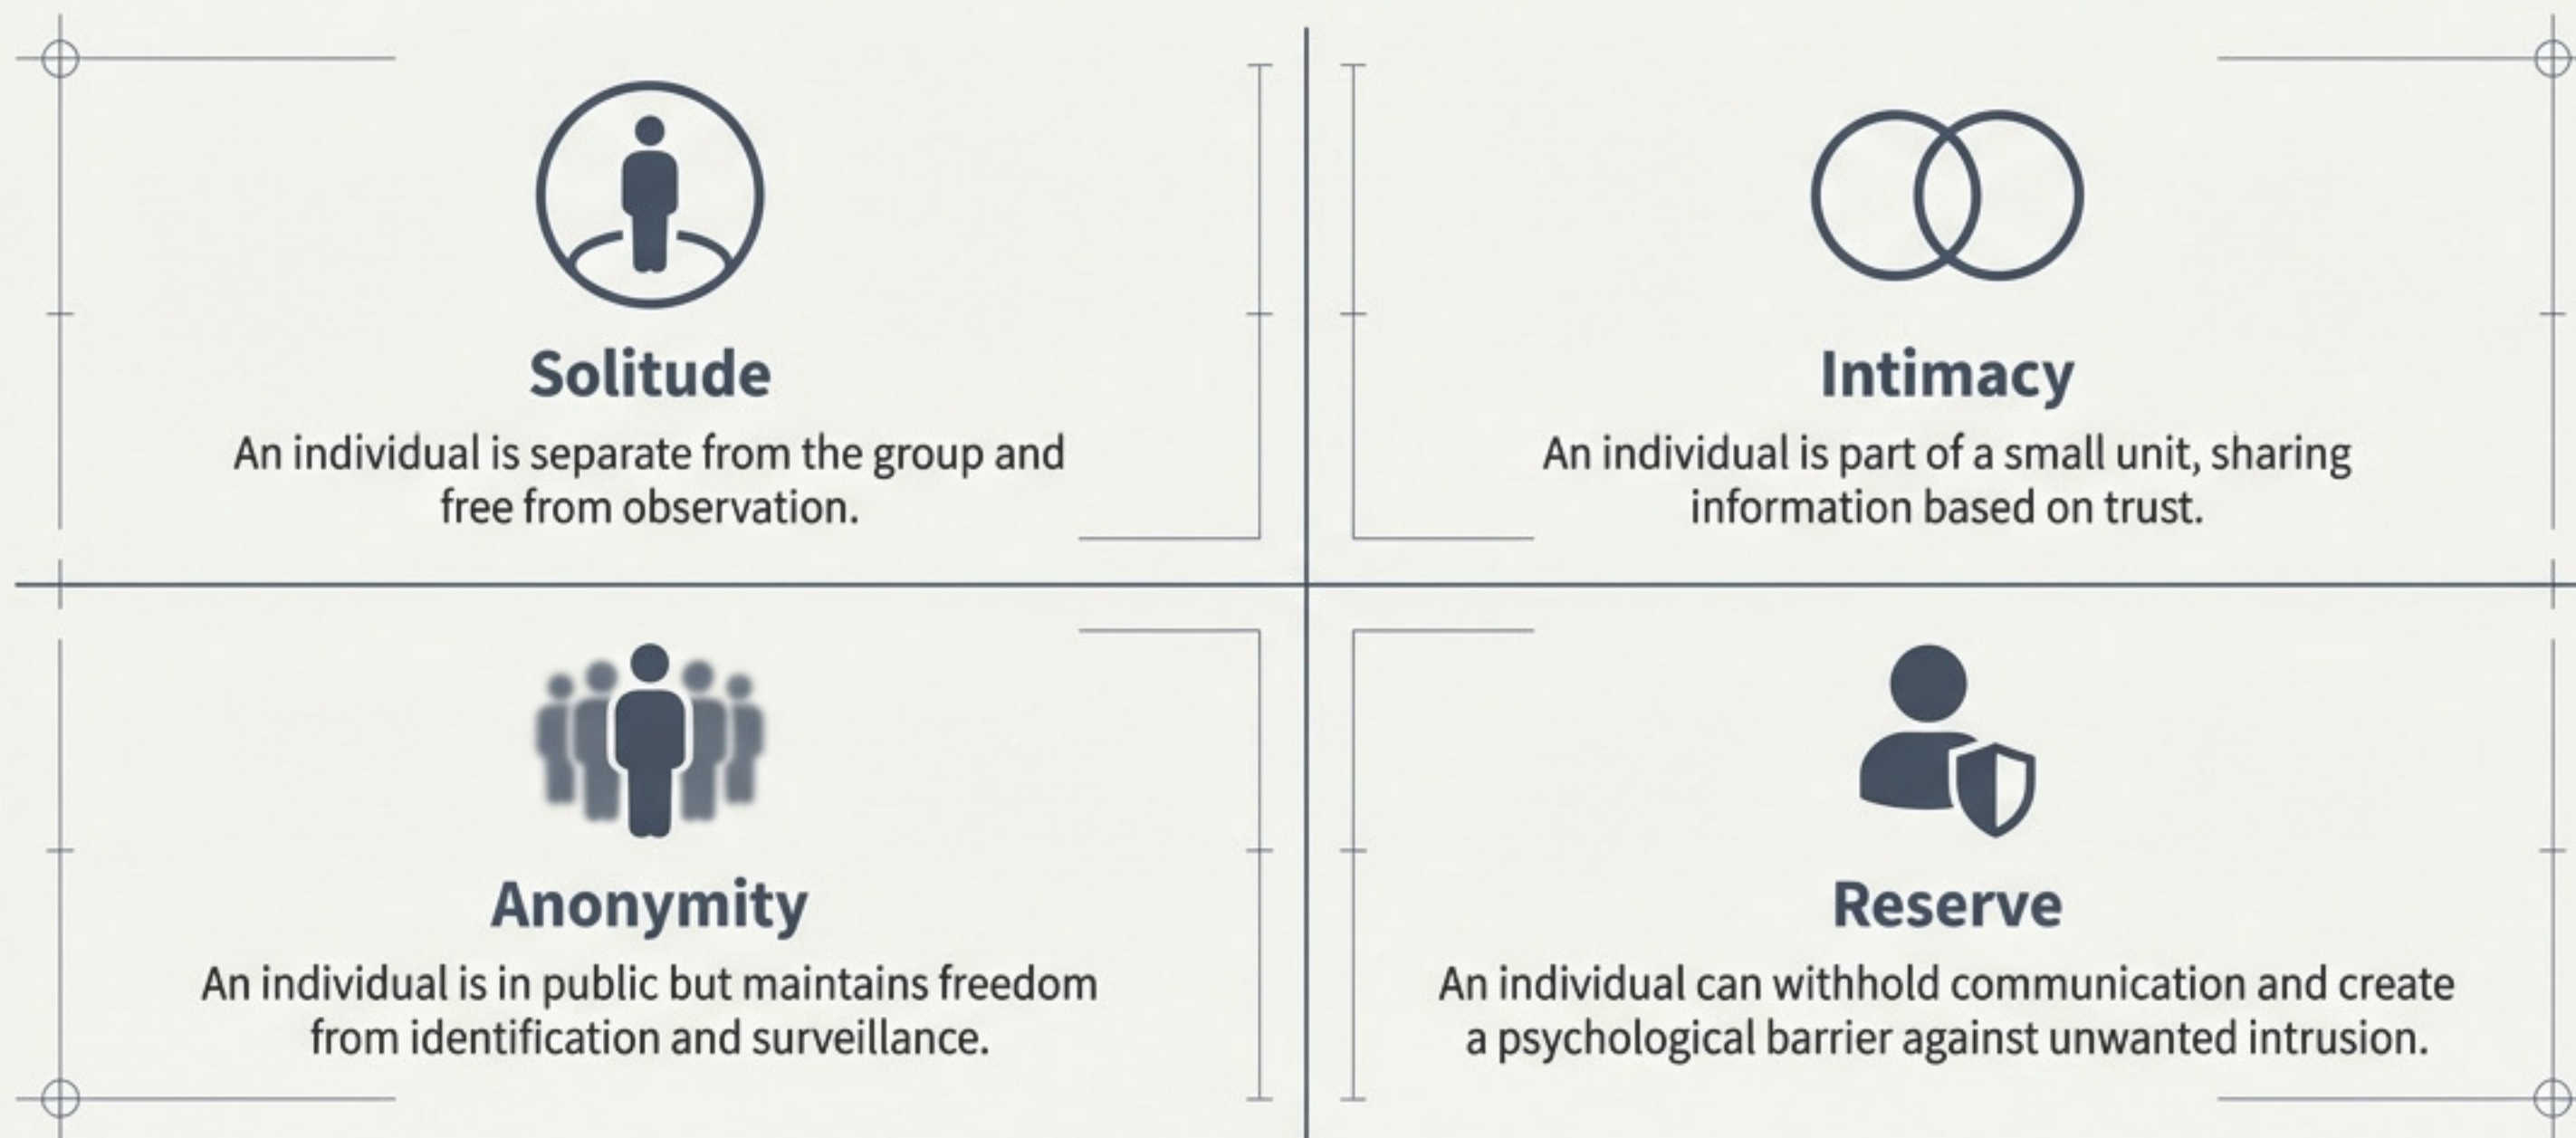 Solitude
An individual is separate from the group and
free from observation.
Intimacy
An individual is part of a small unit, sharing
information based on trust.
Anonymity
An individual is in public but maintains freedom
from identification and surveillance.
Reserve
An individual can withhold communication and create
a psychological barrier against unwanted intrusion.